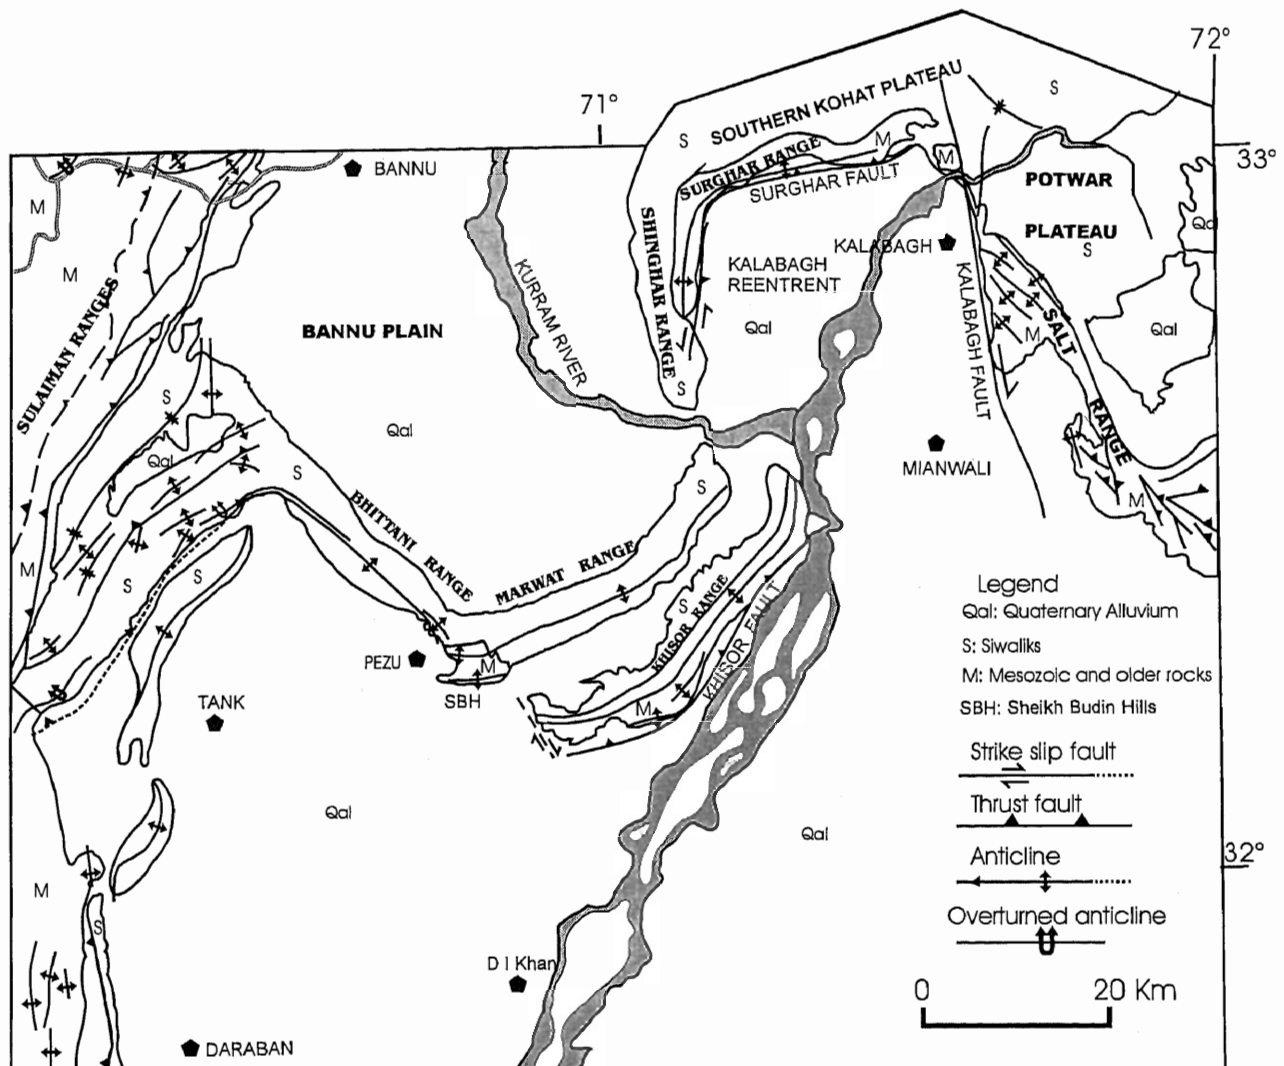 72°
71°
S
SOUTHERN KOHAT PLATEAU
S
M
M
33°
BANNU
SURGHAR RANGE
SURGHAR FAULT
POTWAR
PLATEAU
S
Qal
M
M
SHINGHAR RANGE
KALABAGH
KALABAGH
REENTRENT
Qal
KURRAM RIVER
SULAIMAN RANGES
BANNU PLAIN
KALABAGH FAULT
SALT
RANGE
M
Qal
S
S
Qal
Qal
MIANWALI
S
S
M
BHITTANI RANGE
MARWAT RANGE
M
S
S
S
KHISOR RANGE
KHISOR FAULT
PEZU
M
SBH
M
TANK
Qal
Qal
M
S
D I Khan
DARABAN
Legend
Qal: Quaternary Alluvium
S: Siwaliks
M: Mesozoic and older rocks
SBH: Sheikh Budin Hills
Strike slip fault
Thrust fault
Anticline
32°
Overturned anticline
0 20 Km